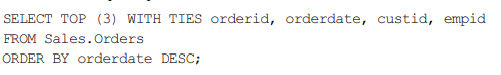 SELECT TOP (3) WITH TIES orderid, orderdate, custid, empid
FROM Sales.Orders
ORDER BY orderdate DESC;